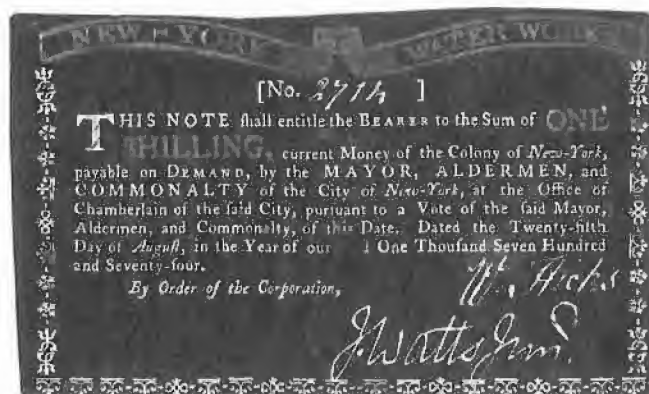 NEW-YORK WATER WORKS
[No. 2714 ]
THIS NOTE ſhall entitle the BEARER to the Sum of ONE
SHILLING, current Money of the Colony of New-York,
payable on DEMAND, by the MAYOR, ALDERMEN, and
COMMONALTY of the City of New-York, at the Office of
Chamberlain of the ſaid City, purſuant to a Vote of the ſaid Mayor,
Aldermen, and Commonalty, of this Date. Dated the Twenty-fifth
Day of Auguſt, in the Year of our One Thouſand Seven Hundred
and Seventy-four.
By Order of the Corporation,
J. Watts Junr.